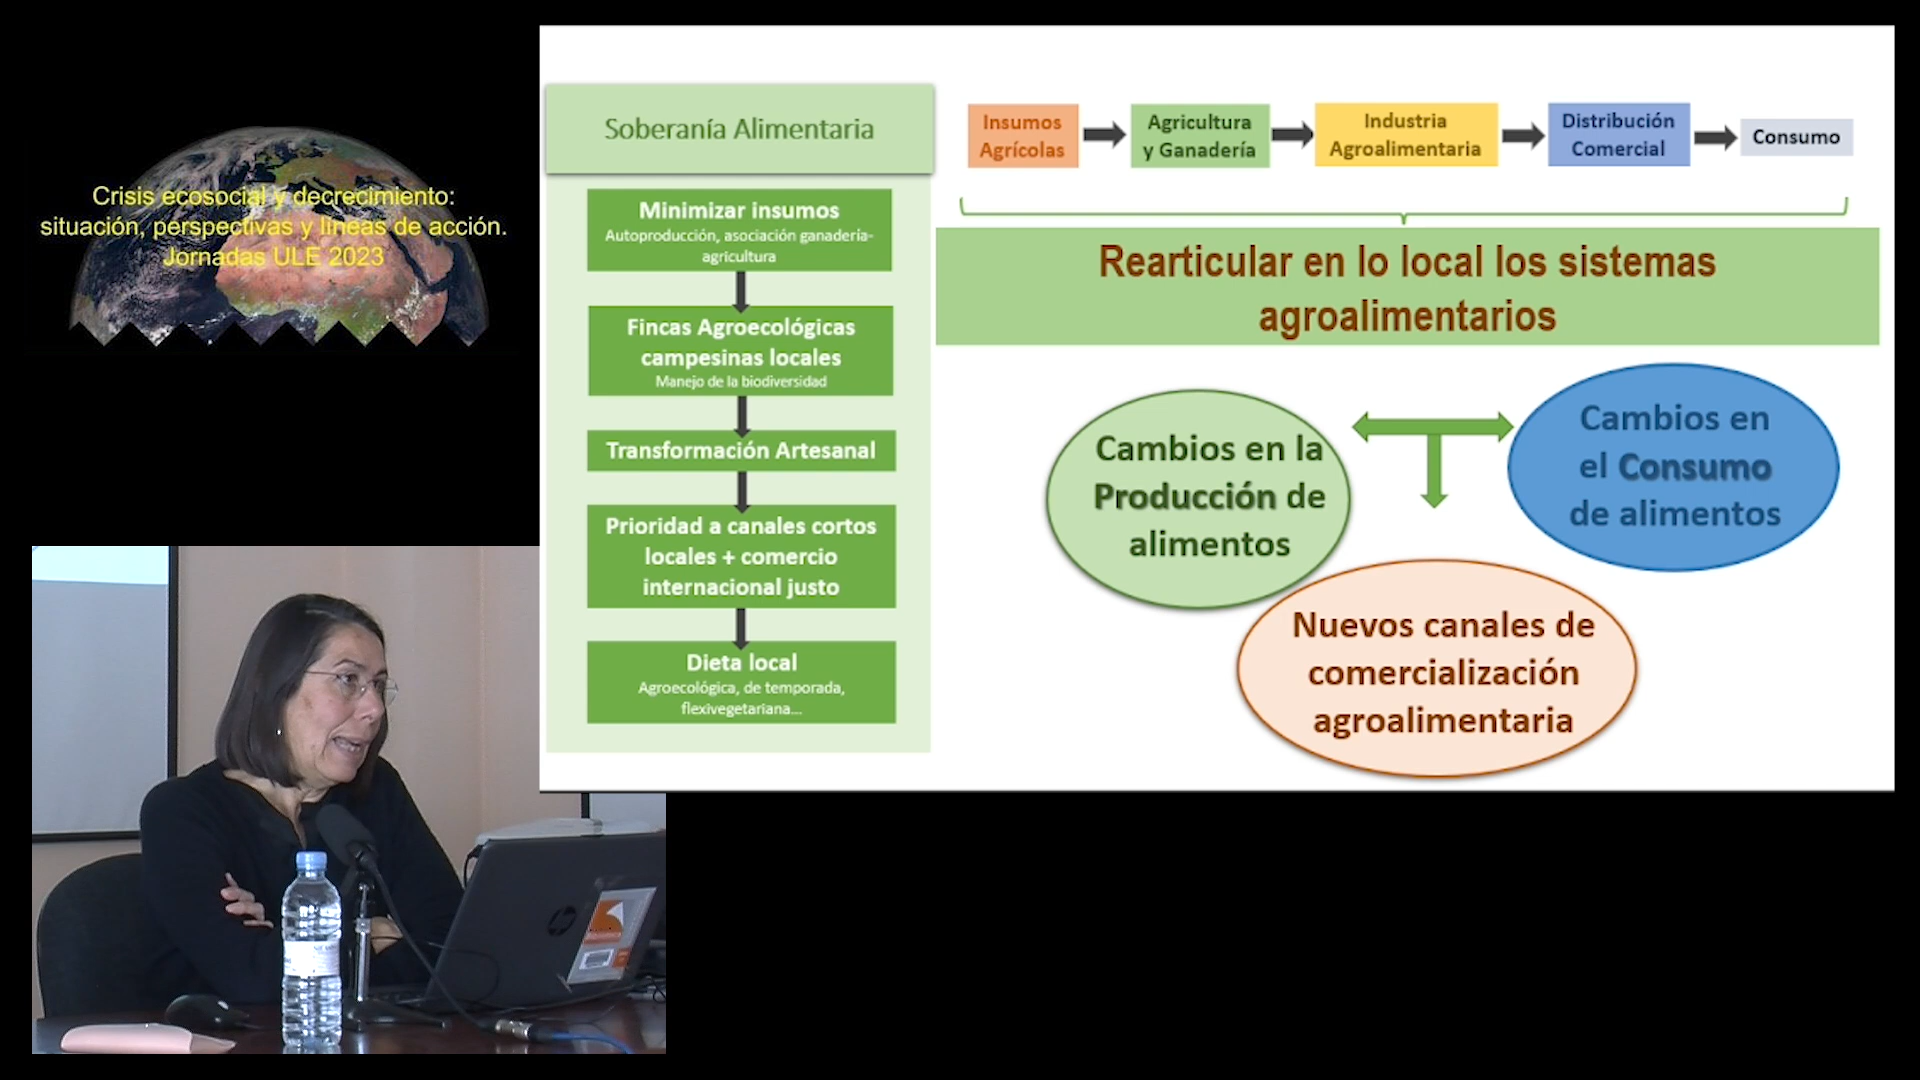 Crisis ecosocial y decrecimiento:
situación, perspectivas y líneas de acción.
Jornadas ULE 2023
Soberanía Alimentaria
Minimizar insumos
Autoproducción, asociación ganadería-
agricultura
Fincas Agroecológicas
campesinas locales
Manejo de la biodiversidad
Transformación Artesanal
Prioridad a canales cortos
locales + comercio
internacional justo
Dieta local
Agroecológica, de temporada,
flexivegetariana...
Insumos
Agrícolas
Agricultura
y Ganadería
Industria
Agroalimentaria
Distribución
Comercial
Consumo
Rearticular en lo local los sistemas
agroalimentarios
Cambios en la
Producción de
alimentos
Cambios en
el Consumo
de alimentos
Nuevos canales de
comercialización
agroalimentaria
hp